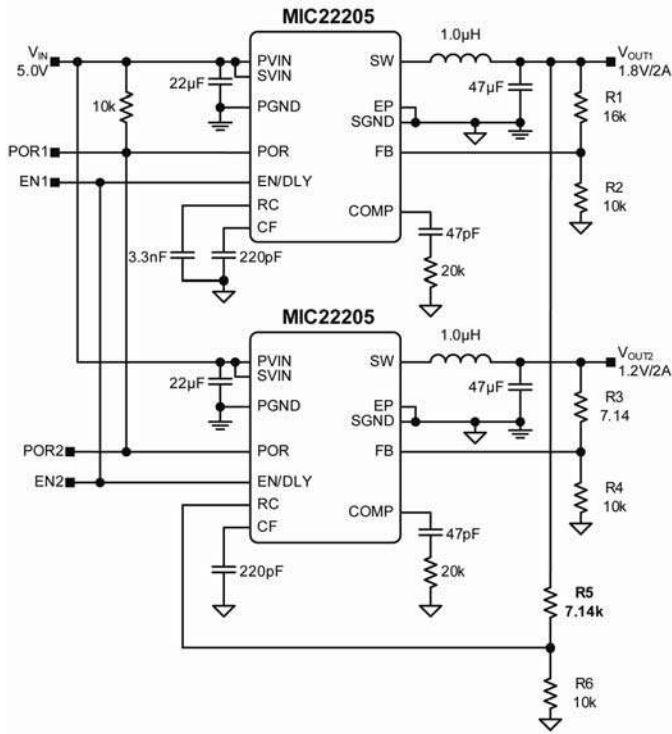 MIC22205
VIN
5.0V
10k
22µF
PVIN
SVIN
PGND
POR1
POR
EN1
EN/DLY
RC
CF
3.3nF
220pF
SW
1.0µH
47µF
EP
SGND
FB
COMP
47pF
20k
VOUT1
1.8V/2A
R1
16k
R2
10k
MIC22205
PVIN
SVIN
22µF
PGND
POR2
POR
EN2
EN/DLY
RC
CF
220pF
SW
1.0µH
47µF
EP
SGND
FB
COMP
47pF
20k
VOUT2
1.2V/2A
R3
7.14
R4
10k
R5
7.14k
R6
10k